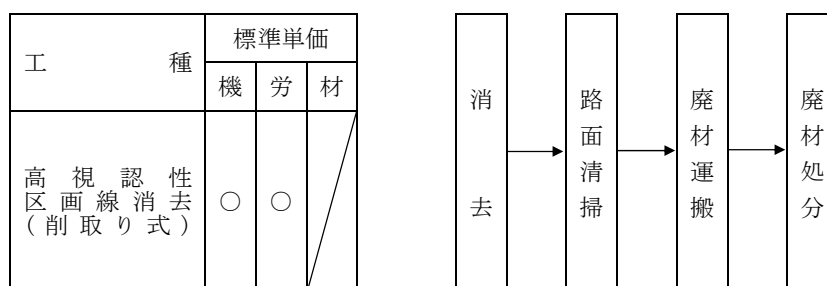 工種
標準単価
機 労 材
高視認性
区画線消去
(削取り式)
○ ○
消去
路面清掃
廃材運搬
廃材処分